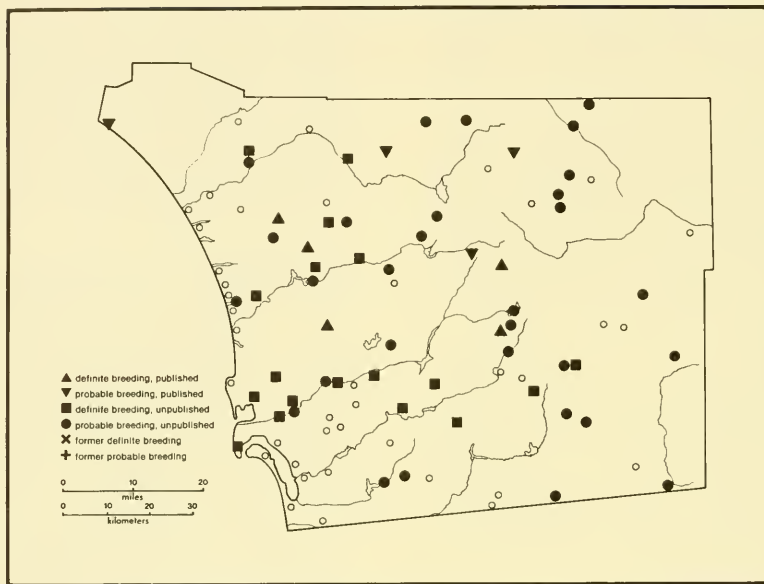 definite breeding, published
probable breeding, published
definite breeding, unpublished
probable breeding, unpublished
former definite breeding
former probable breeding
0 10 20
miles
0 10 20 30
kilometers